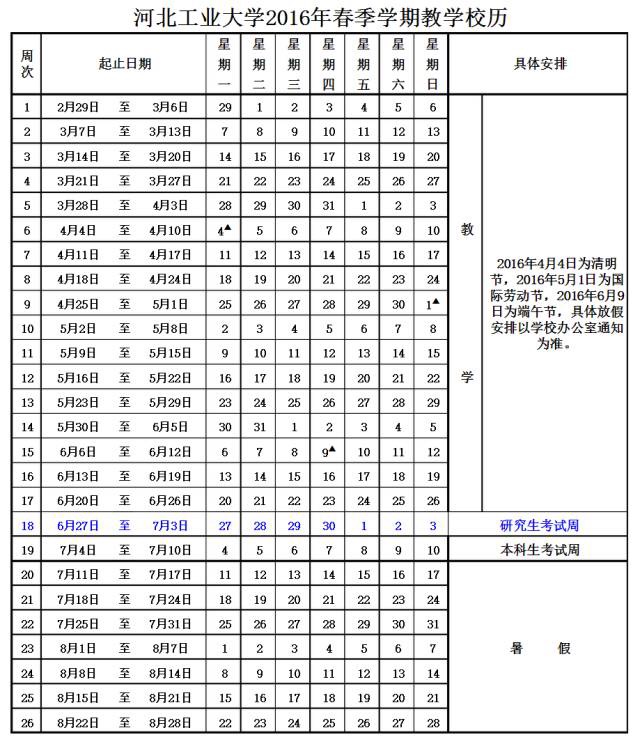 河北工业大学2016年春季学期教学校历
周次 起止日期 星期一 星期二 星期三 星期四 星期五 星期六 星期日 具体安排
1 2月29日 至 3月6日 29 1 2 3 4 5 6
2 3月7日 至 3月13日 7 8 9 10 11 12 13
3 3月14日 至 3月20日 14 15 16 17 18 19 20
4 3月21日 至 3月27日 21 22 23 24 25 26 27
5 3月28日 至 4月3日 28 29 30 31 1 2 3
6 4月4日 至 4月10日 4▲ 5 6 7 8 9 10
7 4月11日 至 4月17日 11 12 13 14 15 16 17
8 4月18日 至 4月24日 18 19 20 21 22 23 24
9 4月25日 至 5月1日 25 26 27 28 29 30 1▲
10 5月2日 至 5月8日 2 3 4 5 6 7 8
11 5月9日 至 5月15日 9 10 11 12 13 14 15
12 5月16日 至 5月22日 16 17 18 19 20 21 22
13 5月23日 至 5月29日 23 24 25 26 27 28 29
14 5月30日 至 6月5日 30 31 1 2 3 4 5
15 6月6日 至 6月12日 6 7 8 9▲ 10 11 12
16 6月13日 至 6月19日 13 14 15 16 17 18 19
17 6月20日 至 6月26日 20 21 22 23 24 25 26
教学
2016年4月4日为清明
节，2016年5月1日为国
际劳动节，2016年6月9
日为端午节，具体放假
安排以学校办公室通知
为准。
18 6月27日 至 7月3日 27 28 29 30 1 2 3 研究生考试周
19 7月4日 至 7月10日 4 5 6 7 8 9 10 本科生考试周
20 7月11日 至 7月17日 11 12 13 14 15 16 17
21 7月18日 至 7月24日 18 19 20 21 22 23 24
22 7月25日 至 7月31日 25 26 27 28 29 30 31
23 8月1日 至 8月7日 1 2 3 4 5 6 7
24 8月8日 至 8月14日 8 9 10 11 12 13 14
25 8月15日 至 8月21日 15 16 17 18 19 20 21
26 8月22日 至 8月28日 22 23 24 25 26 27 28
暑 假